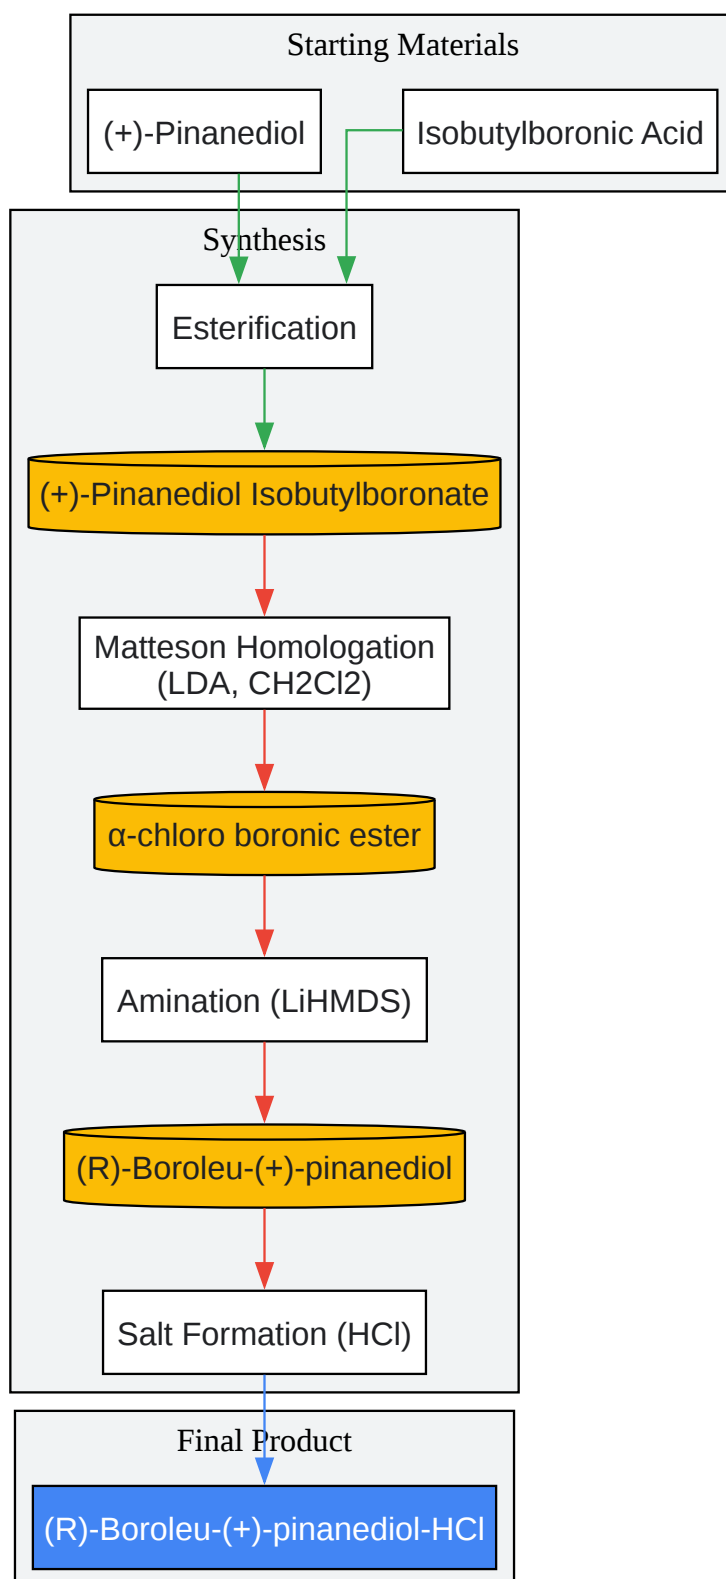 Starting Materials
(+)-Pinanediol
Isobutylboronic Acid
Synthesis
Esterification
(+)-Pinanediol Isobutylboronate
Matteson Homologation
(LDA, CH2Cl2)
α-chloro boronic ester
Amination (LiHMDS)
(R)-Boroleu-(+)-pinanediol
Salt Formation (HCl)
Final Product
(R)-Boroleu-(+)-pinanediol-HCl